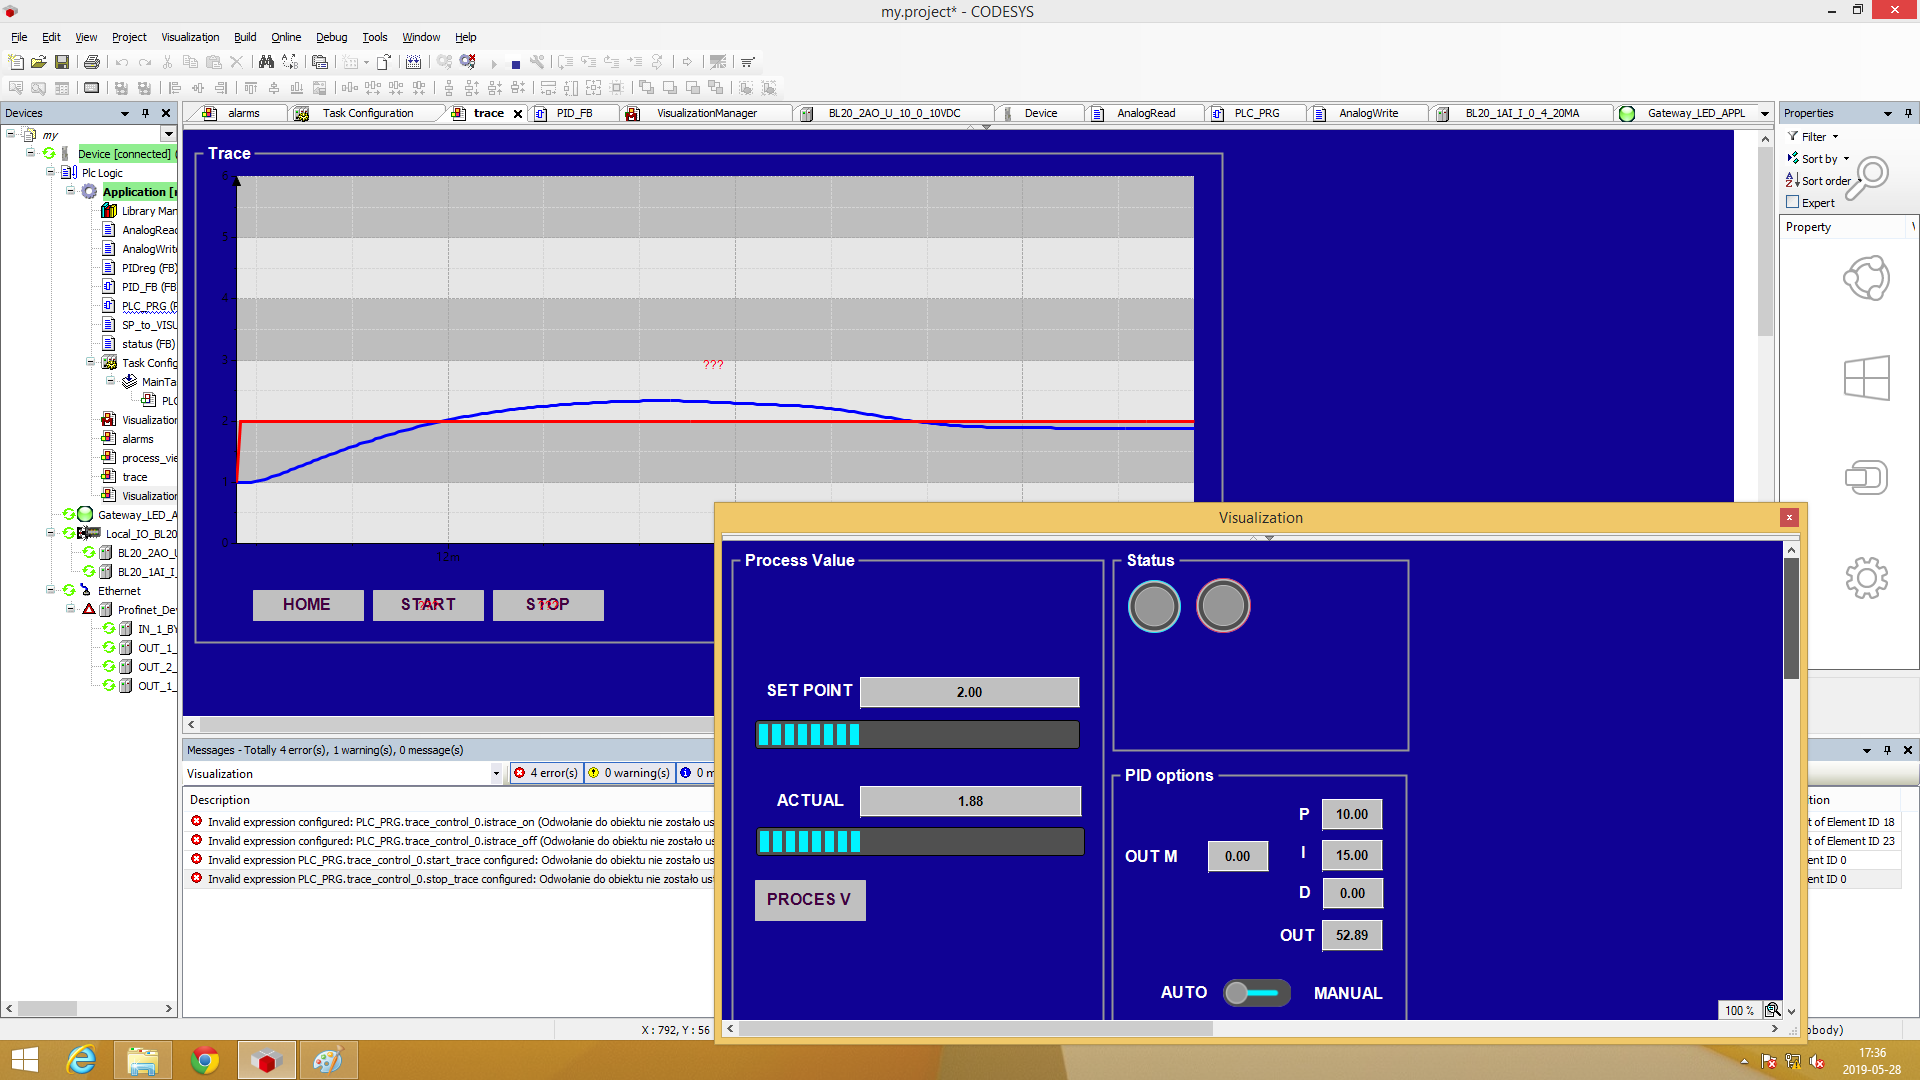 my.project* - CODESYS
File Edit View Project Visualization Build Online Debug Tools Window Help
Devices
alarms
Task Configuration
trace
PID_FB
VisualizationManager
BL20_2AO_U_10_0_10VDC
Device
AnalogRead
PLC_PRG
AnalogWrite
BL20_1AI_I_0_4_20MA
Gateway_LED_APPL
Properties
my
Device [connected] (
Plc Logic
Application [r
Library Man
AnalogReac
AnalogWrit
PIDreg (FB)
PID_FB (FB
PLC_PRG (F
SP_to_VISU
status (FB)
Task Config
MainTa
PLC
Visualization
alarms
process_vie
trace
Visualization
Gateway_LED_A
Local_IO_BL20
BL20_2AO_U
BL20_1AI_I_
Ethernet
Profinet_Dev
IN_1_BY
OUT_1_
OUT_2_
OUT_1_
Trace
6
5
4
3
2
1
0
???
12m
HOME
START
STOP
Filter
Sort by
Sort order
Expert
Property
Messages - Totally 4 error(s), 1 warning(s), 0 message(s)
Visualization
4 error(s)
0 warning(s)
0 m
Description
Invalid expression configured: PLC_PRG.trace_control_0.istrace_on (Odwołanie do obiektu nie zostało ust
Invalid expression configured: PLC_PRG.trace_control_0.istrace_off (Odwołanie do obiektu nie zostało us
Invalid expression PLC_PRG.trace_control_0.start_trace configured: Odwołanie do obiektu nie zostało ust
Invalid expression PLC_PRG.trace_control_0.stop_trace configured: Odwołanie do obiektu nie zostało ust
tion
t of Element ID 18
t of Element ID 23
ent ID 0
ent ID 0
Visualization
Process Value
SET POINT
2.00
ACTUAL
1.88
PROCES V
Status
PID options
P
10.00
OUT M
0.00
I
15.00
D
0.00
OUT
52.89
AUTO
MANUAL
100 %
X : 792, Y : 56
obody)
17:36
2019-05-28